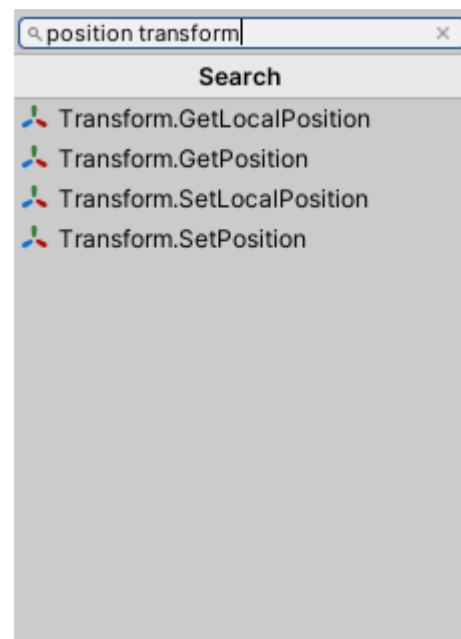 position transform
Search
Transform.GetLocalPosition
Transform.GetPosition
Transform.SetLocalPosition
Transform.SetPosition